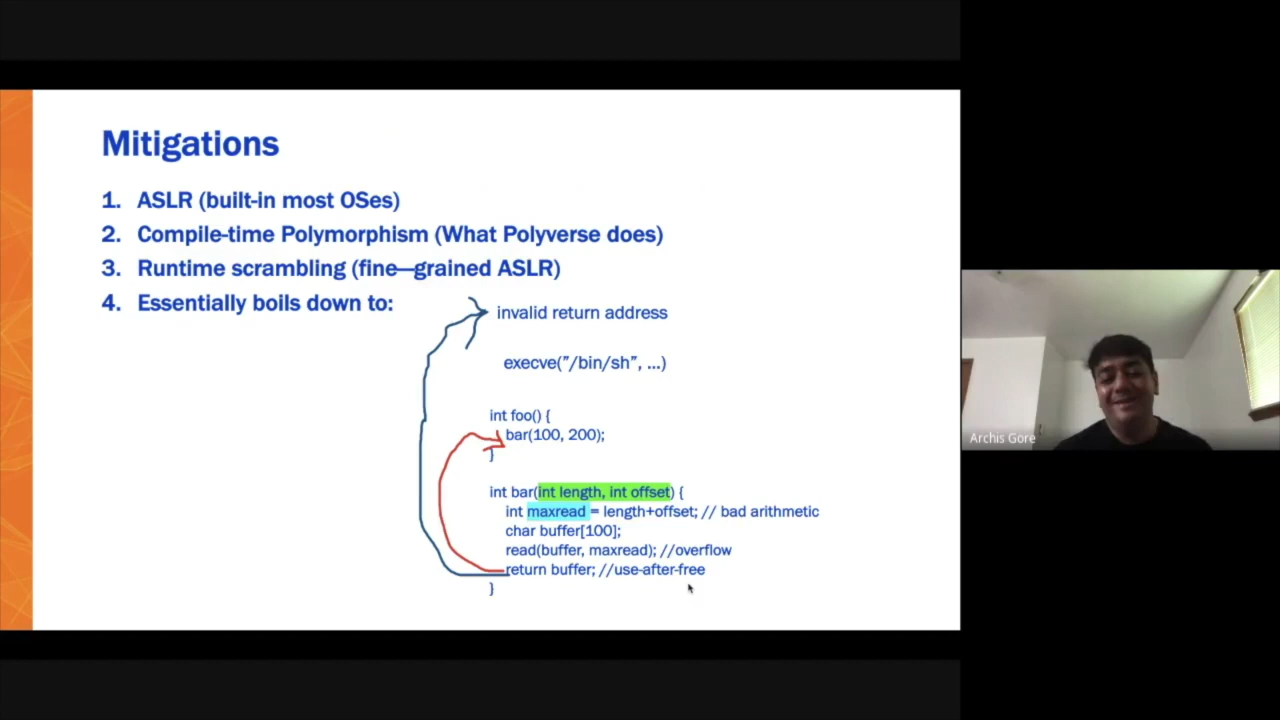 Mitigations
1. ASLR (built-in most OSes)
2. Compile-time Polymorphism (What Polyverse does)
3. Runtime scrambling (fine—grained ASLR)
4. Essentially boils down to:
invalid return address
execve(”/bin/sh”, ...)
int foo() {
bar(100, 200);
}
int bar(int length, int offset) {
int maxread = length+offset; // bad arithmetic
char buffer[100];
read(buffer, maxread); //overflow
return buffer; //use-after-free
}
Archis Gore